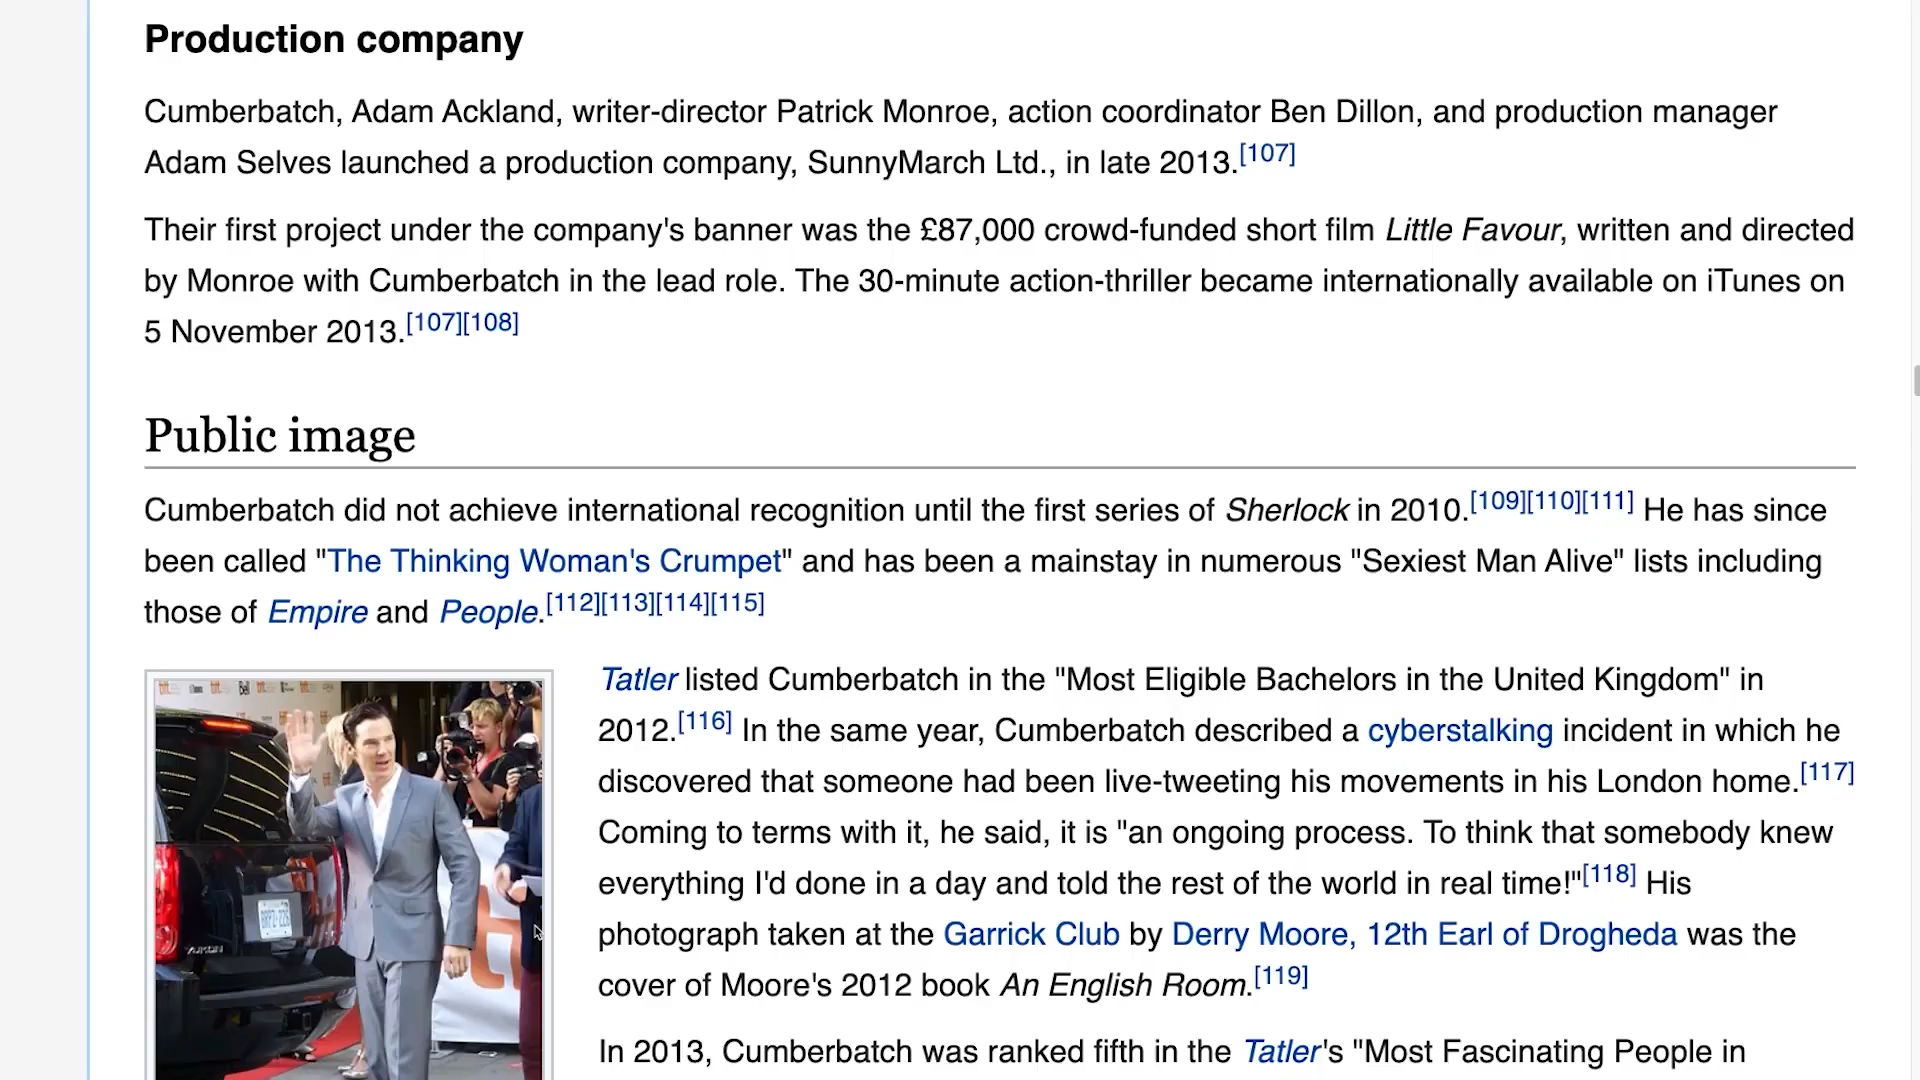 Production company
Cumberbatch, Adam Ackland, writer-director Patrick Monroe, action coordinator Ben Dillon, and production manager
Adam Selves launched a production company, SunnyMarch Ltd., in late 2013.[107]
Their first project under the company's banner was the £87,000 crowd-funded short film Little Favour, written and directed
by Monroe with Cumberbatch in the lead role. The 30-minute action-thriller became internationally available on iTunes on
5 November 2013.[107][108]
Public image
Cumberbatch did not achieve international recognition until the first series of Sherlock in 2010.[109][110][111] He has since
been called "The Thinking Woman's Crumpet" and has been a mainstay in numerous "Sexiest Man Alive" lists including
those of Empire and People.[112][113][114][115]
Tatler listed Cumberbatch in the "Most Eligible Bachelors in the United Kingdom" in
2012.[116] In the same year, Cumberbatch described a cyberstalking incident in which he
discovered that someone had been live-tweeting his movements in his London home.[117]
Coming to terms with it, he said, it is "an ongoing process. To think that somebody knew
everything I'd done in a day and told the rest of the world in real time!"[118] His
photograph taken at the Garrick Club by Derry Moore, 12th Earl of Drogheda was the
cover of Moore's 2012 book An English Room.[119]
In 2013, Cumberbatch was ranked fifth in the Tatler's "Most Fascinating People in
Bell
YUKON